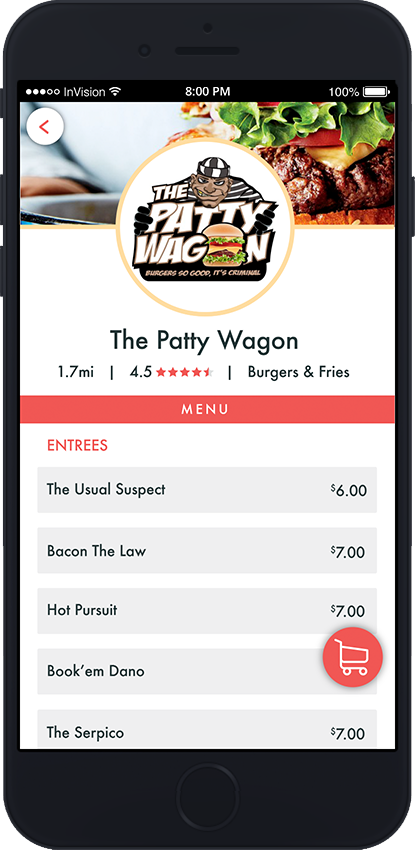 InVision 8:00 PM 100%
THE
PATTY
WAGON
BURGERS SO GOOD, IT'S CRIMINAL
The Patty Wagon
1.7mi | 4.5 | Burgers & Fries
MENU
ENTREES
The Usual Suspect $6.00
Bacon The Law $7.00
Hot Pursuit $7.00
Book'em Dano
The Serpico $7.00